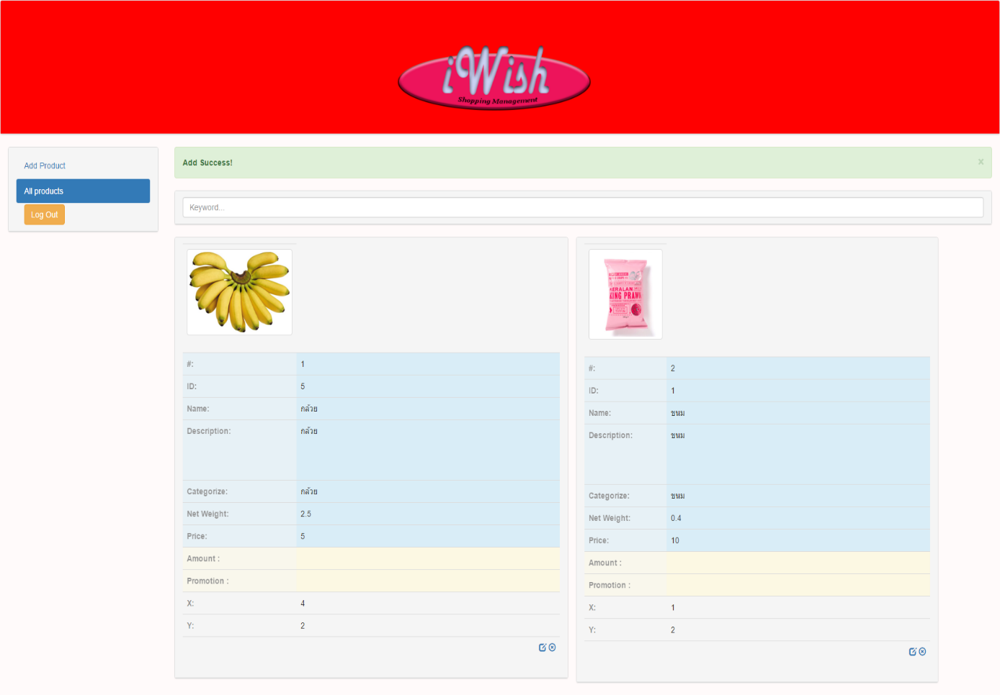 iWish
Shopping Management
Add Product
All products
Log Out
Add Success!
×
Keyword...
#: 1
ID: 5
Name: กล้วย
Description: กล้วย
Categorize: กล้วย
Net Weight: 2.5
Price: 5
Amount :
Promotion :
X: 4
Y: 2
KERALAN
KING PRAWN
#: 2
ID: 1
Name: ขนม
Description: ขนม
Categorize: ขนม
Net Weight: 0.4
Price: 10
Amount :
Promotion :
X: 1
Y: 2